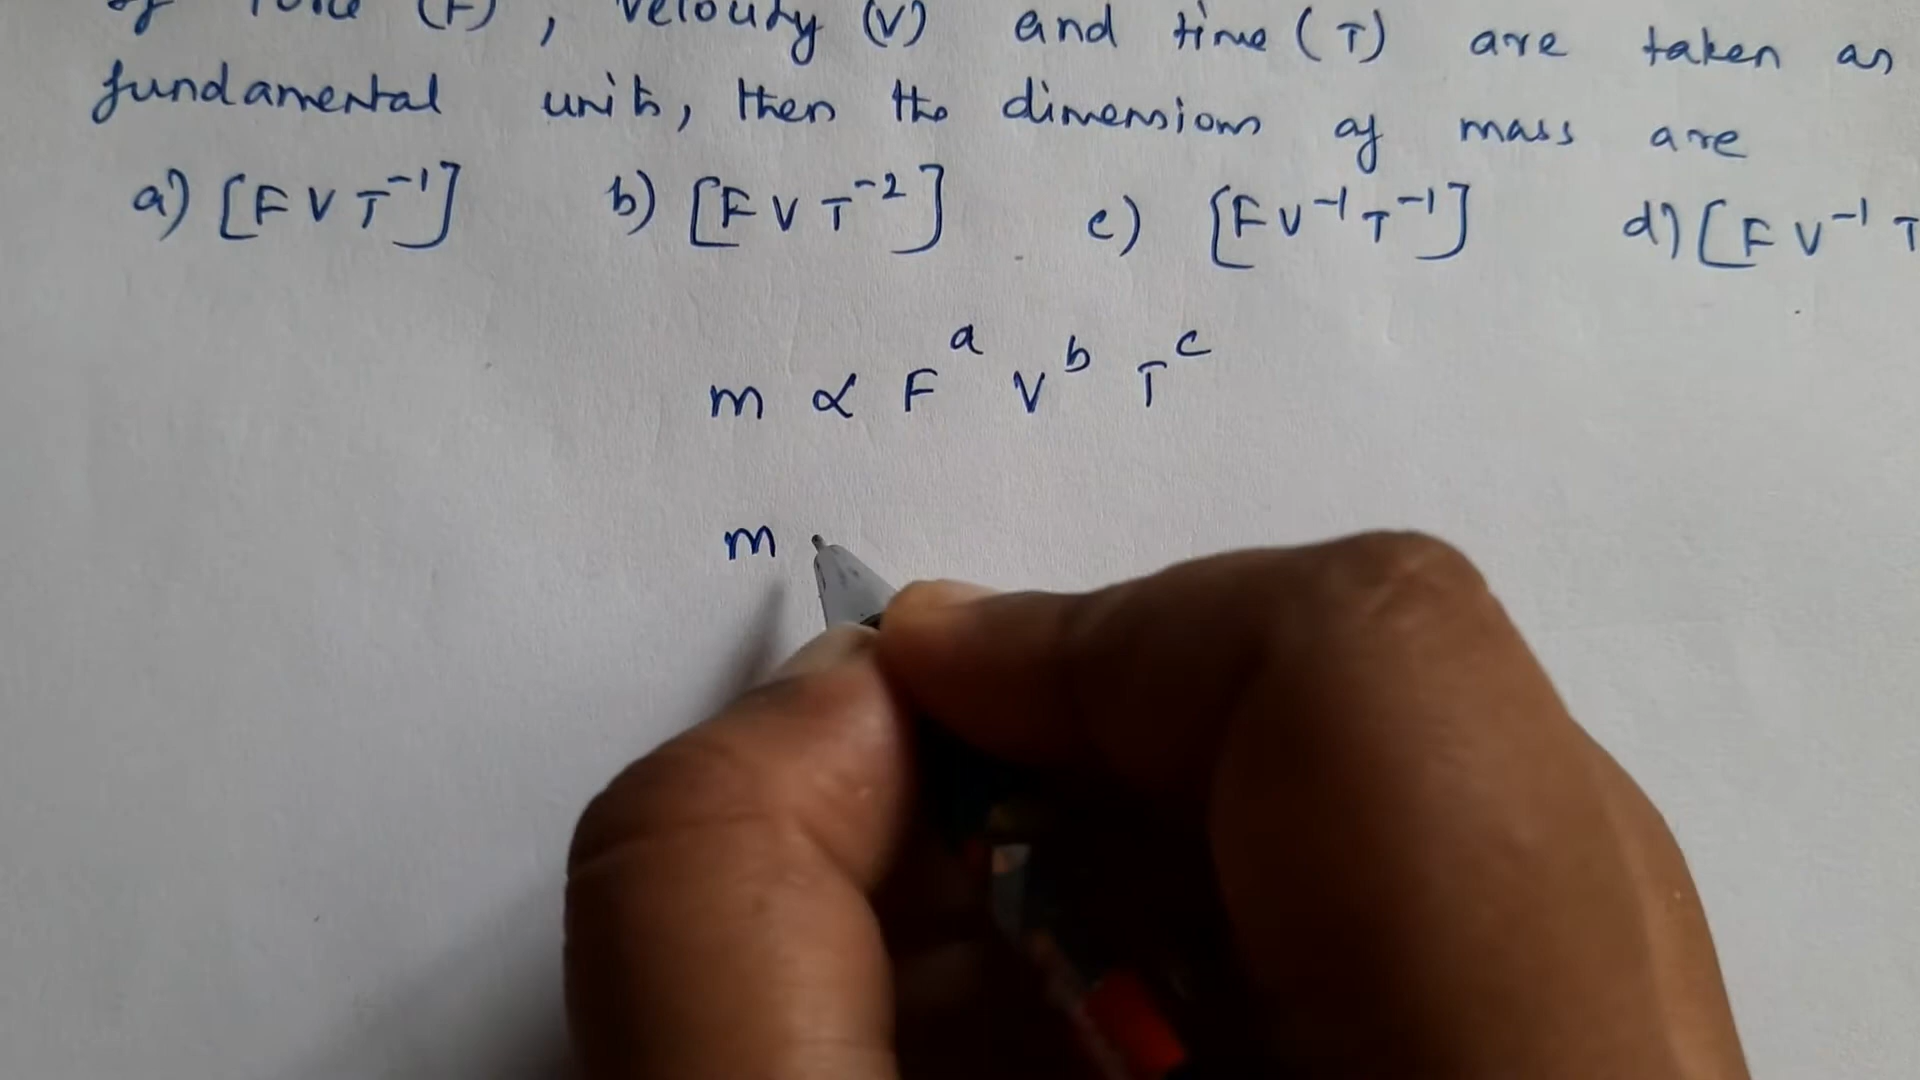 (F), velocity (V) and time (T) are taken as
fundamental units, then the dimensions of mass are
a) [F V T⁻¹] b) [F V T⁻²] c) [F V⁻¹ T⁻¹] d) [F V⁻¹ T
m ∝ Fᵃ Vᵇ Tᶜ
m